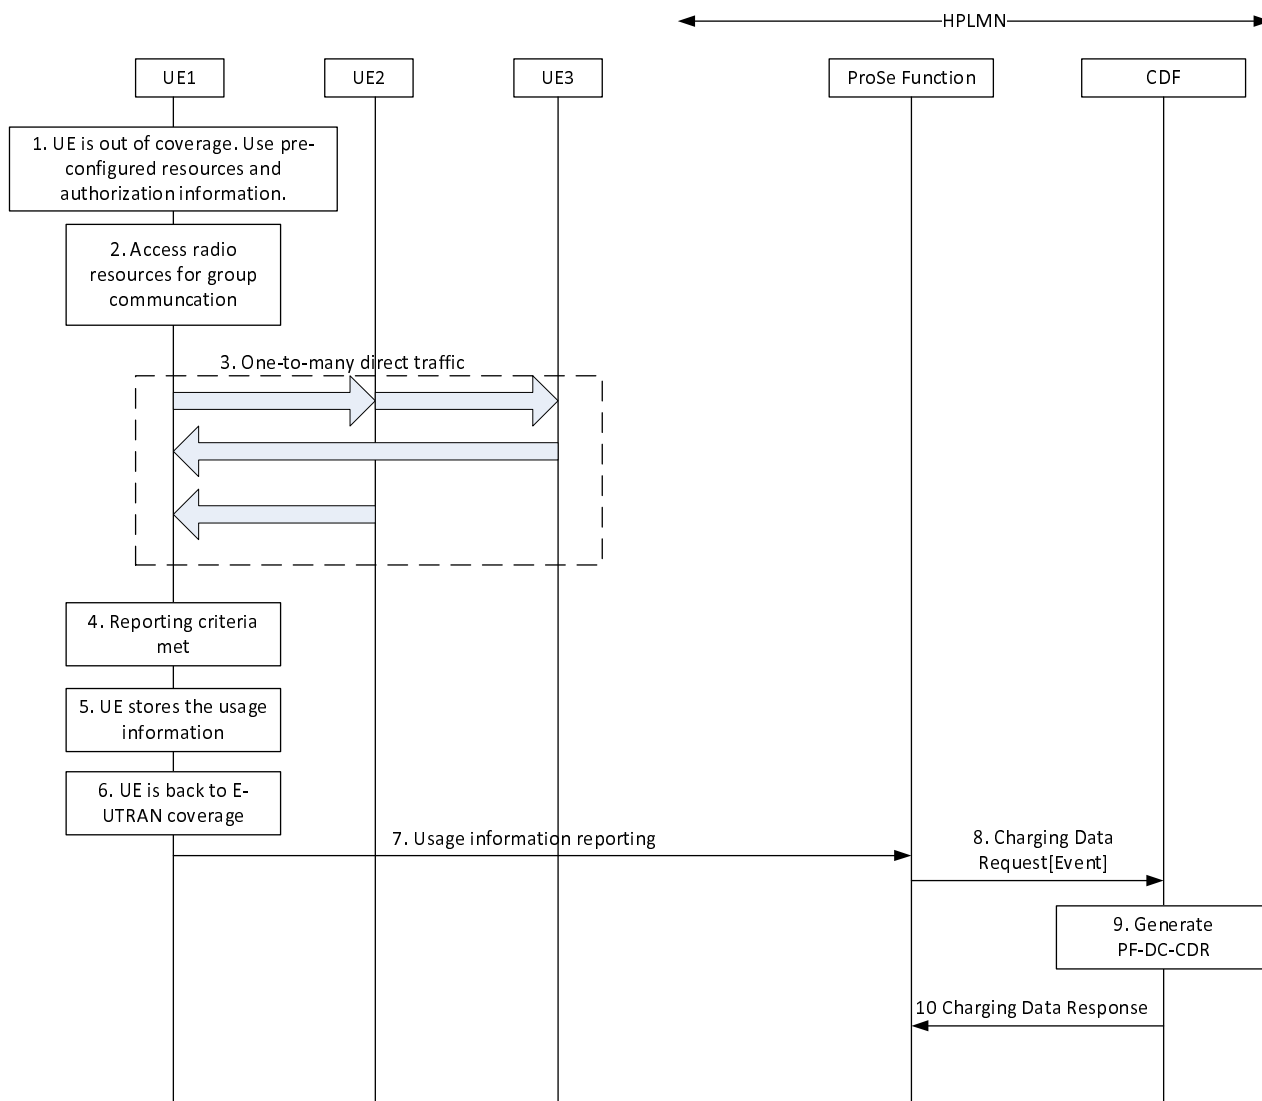 HPLMN
UE1
UE2
UE3
ProSe Function
CDF
1. UE is out of coverage. Use pre-
configured resources and
authorization information.
2. Access radio
resources for group
communcation
3. One-to-many direct traffic
4. Reporting criteria
met
5. UE stores the usage
information
6. UE is back to E-
UTRAN coverage
7. Usage information reporting
8. Charging Data
Request[Event]
9. Generate
PF-DC-CDR
10 Charging Data Response